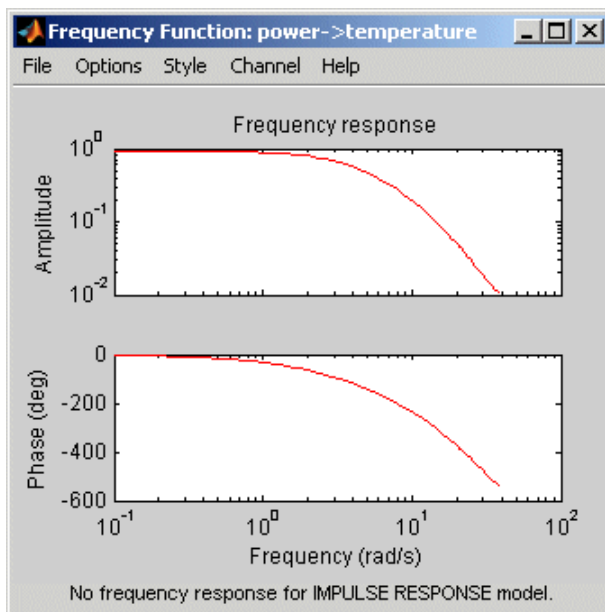 Frequency Function: power->temperature
File Options Style Channel Help
Frequency response
Amplitude
10^0
10^-1
10^-2
Phase (deg)
0
-200
-400
-600
10^-1 10^0 10^1 10^2
Frequency (rad/s)
No frequency response for IMPULSE RESPONSE model.